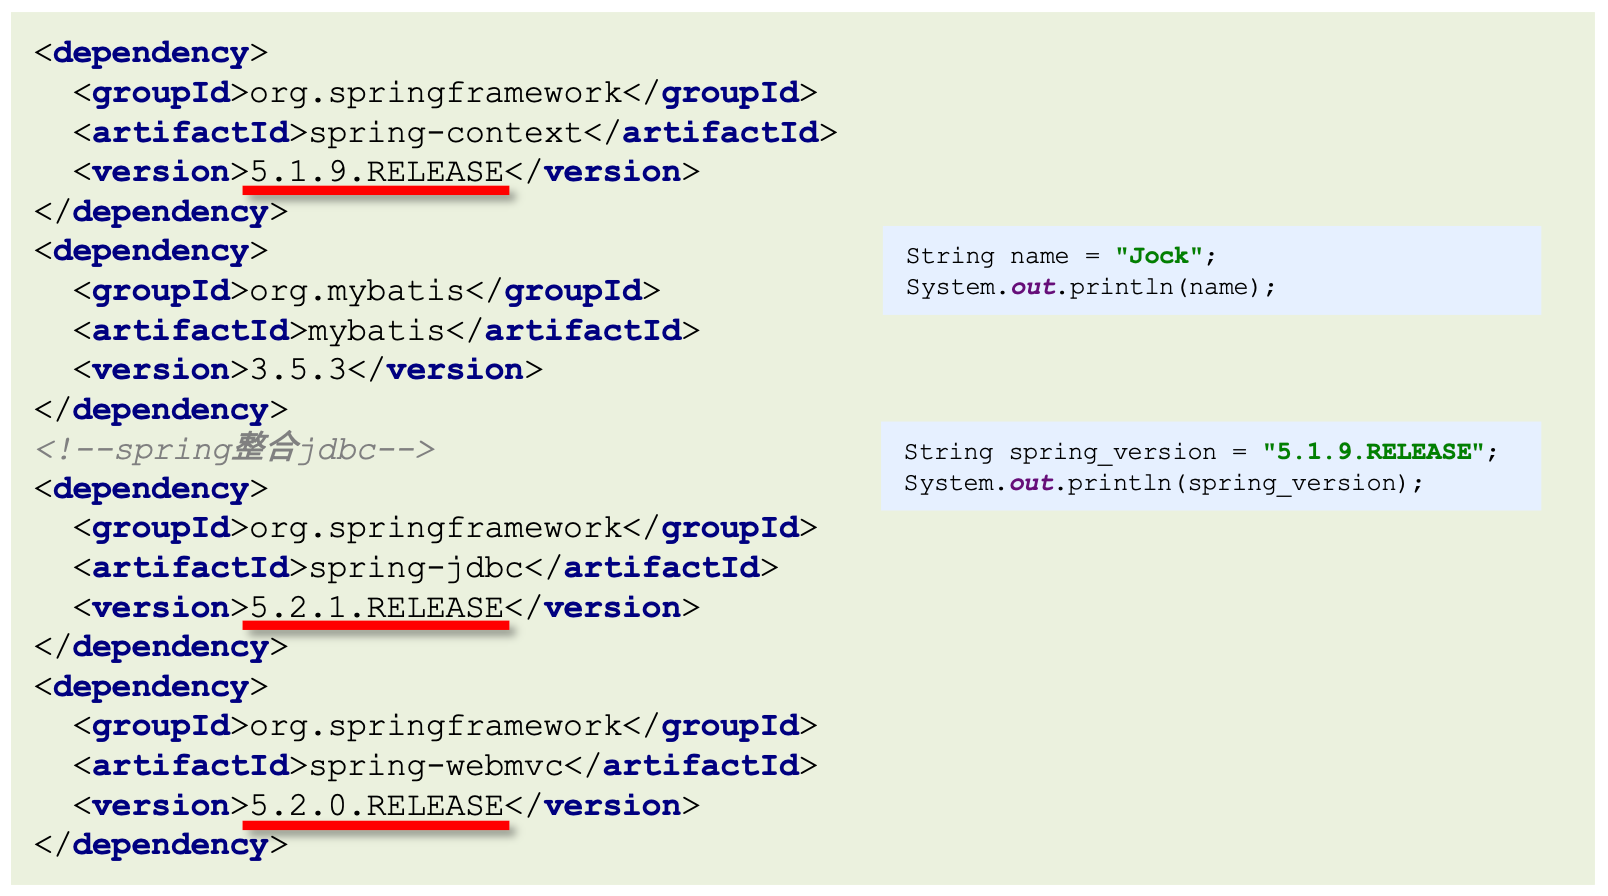 <dependency>
<groupId>org.springframework</groupId>
<artifactId>spring-context</artifactId>
<version>5.1.9.RELEASE</version>
</dependency>
<dependency>
<groupId>org.mybatis</groupId>
<artifactId>mybatis</artifactId>
<version>3.5.3</version>
</dependency>
<!--spring整合jdbc-->
<dependency>
<groupId>org.springframework</groupId>
<artifactId>spring-jdbc</artifactId>
<version>5.2.1.RELEASE</version>
</dependency>
<dependency>
<groupId>org.springframework</groupId>
<artifactId>spring-webmvc</artifactId>
<version>5.2.0.RELEASE</version>
</dependency>
String name = "Jock";
System.out.println(name);
String spring_version = "5.1.9.RELEASE";
System.out.println(spring_version);